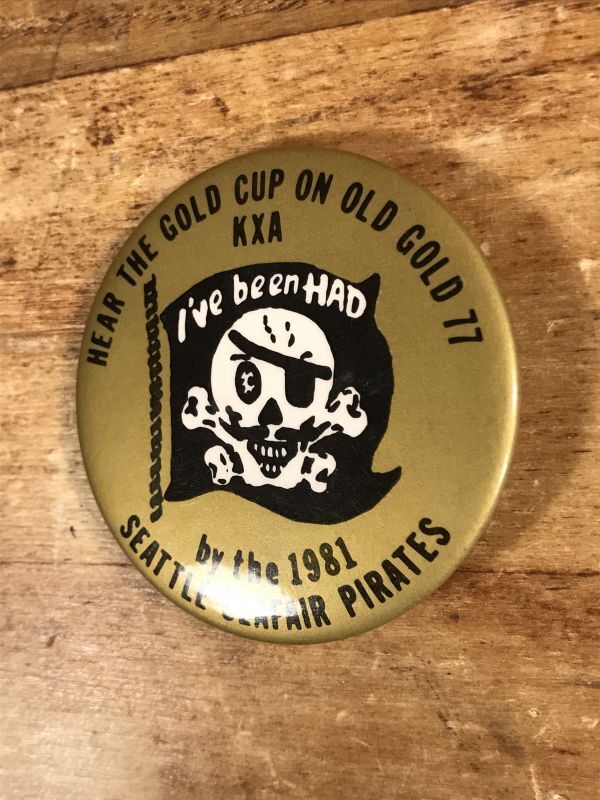 HEAR THE GOLD CUP ON OLD GOLD 77
KXA
I've been HAD
by the 1981
SEATTLE SEAFAIR PIRATES